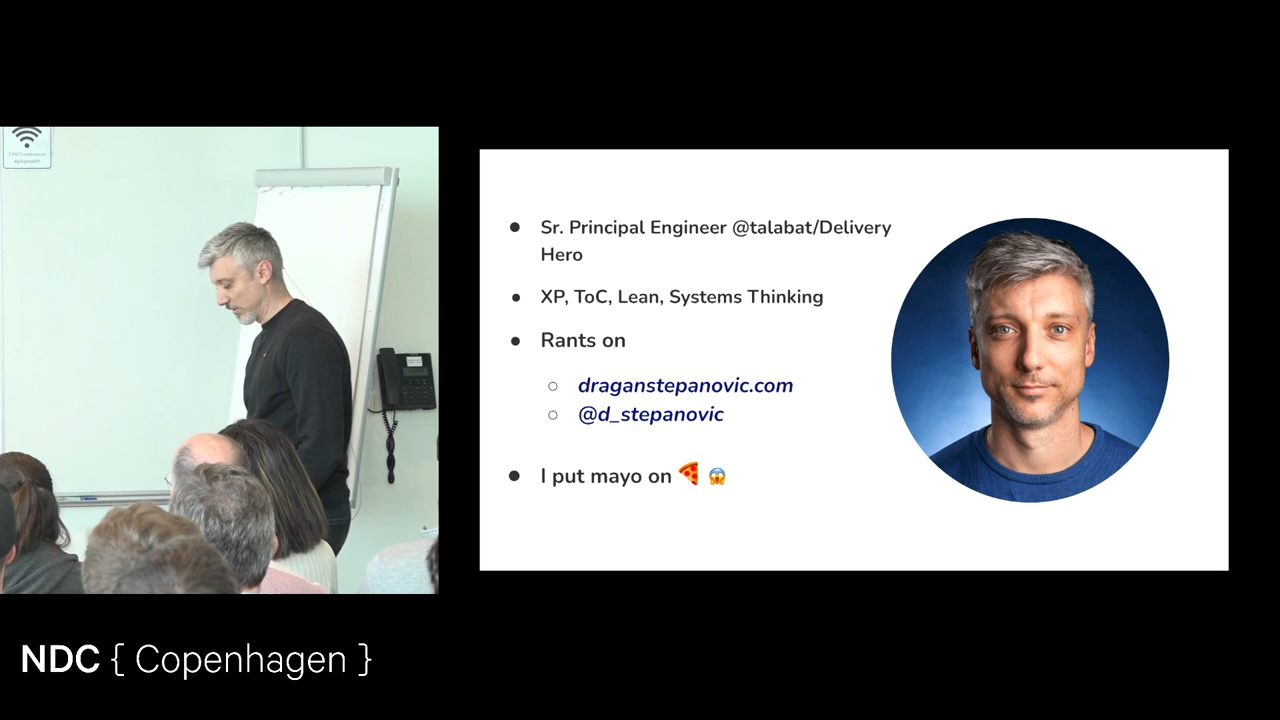 Sr. Principal Engineer @talabat/Delivery
Hero
XP, ToC, Lean, Systems Thinking
Rants on
draganstepanovic.com
@d_stepanovic
I put mayo on 🍕 😱
NDC { Copenhagen }